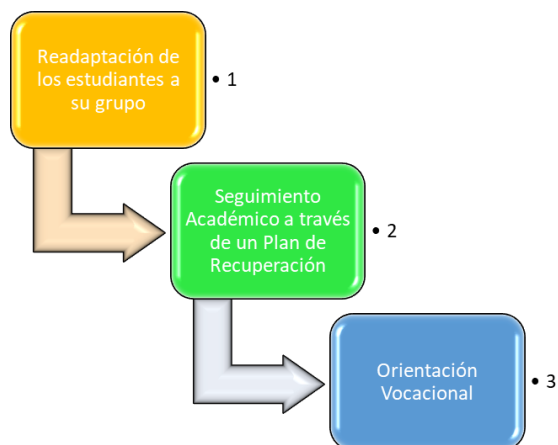 Readaptación de
los estudiantes a
su grupo
• 1
Seguimiento
Académico a través
de un Plan de
Recuperación
• 2
Orientación
Vocacional
• 3